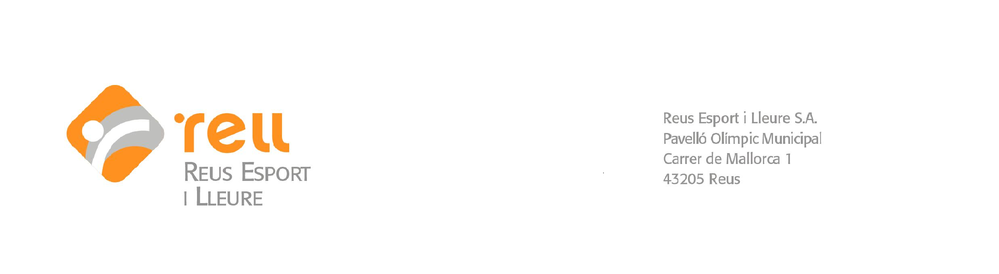 rell
REUS ESPORT
I LLEURE
Reus Esport i Lleure S.A.
Pavelló Olímpic Municipal
Carrer de Mallorca 1
43205 Reus